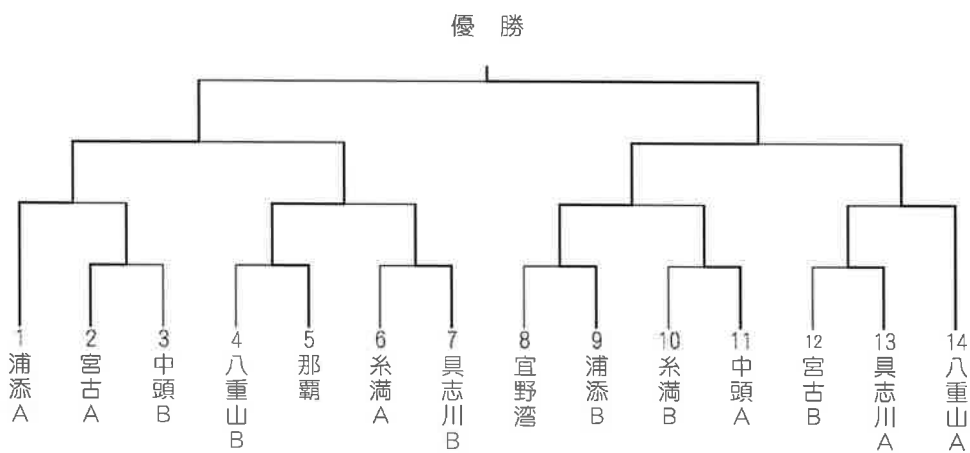 優勝
1 浦添A
2 宮古A
3 中頭B
4 八重山B
5 那覇
6 糸満A
7 具志川B
8 宜野湾
9 浦添B
10 糸満B
11 中頭A
12 宮古B
13 具志川A
14 八重山A